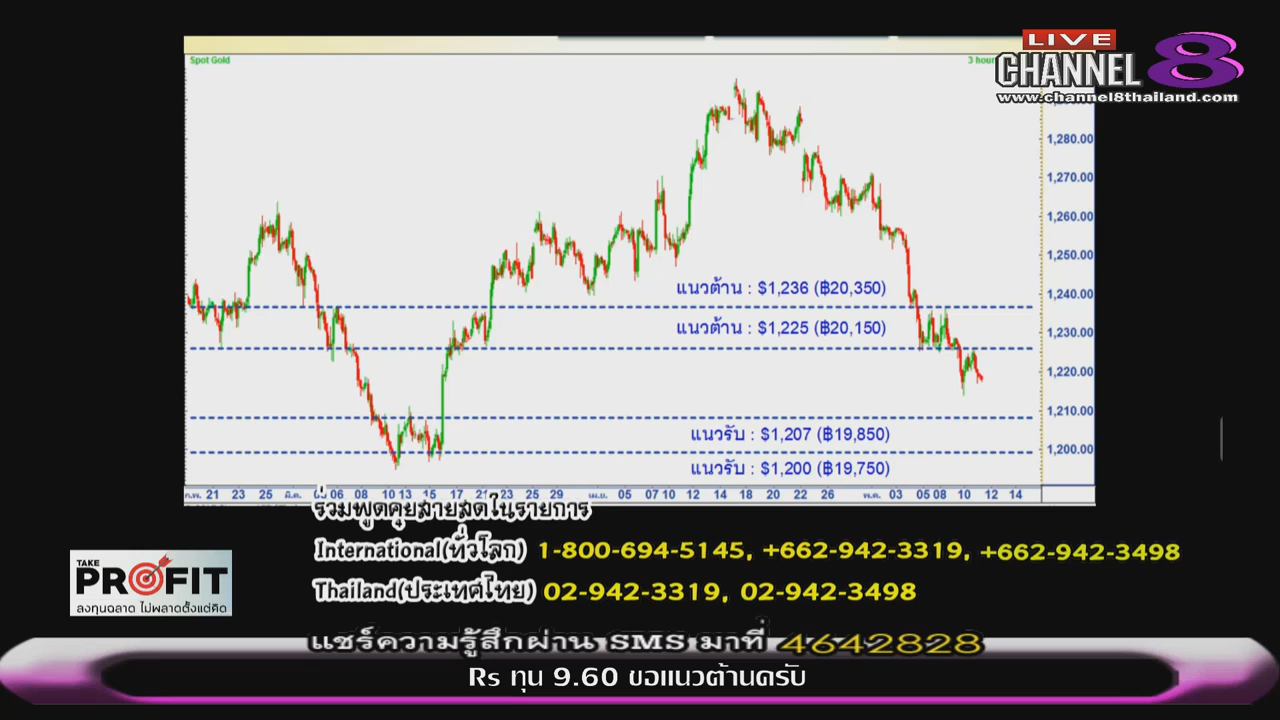 Spot Gold
3 hour
LIVE
CHANNEL 8
www.channel8thailand.com
1,280.00
1,270.00
1,260.00
1,250.00
1,240.00
1,230.00
1,220.00
1,210.00
1,200.00
แนวต้าน : $1,236 (฿20,350)
แนวต้าน : $1,225 (฿20,150)
แนวรับ : $1,207 (฿19,850)
แนวรับ : $1,200 (฿19,750)
ก.พ. 21 23 25 มี.ค. 06 08 10 13 15 17 21 23 25 29 เม.ย. 05 07 10 12 14 18 20 22 26 พ.ค. 03 05 08 10 12 14
ร่วมพูดคุยสายสดในรายการ
International(ทั่วโลก) 1-800-694-5145, +662-942-3319, +662-942-3498
Thailand(ประเทศไทย) 02-942-3319, 02-942-3498
TAKE
PROFIT
ลงทุนฉลาด ไม่พลาดตั้งแต่คิด
แชร์ความรู้สึกผ่าน SMS มาที่ 4642828
Rs ทุน 9.60 ขอแนวต้านครับ